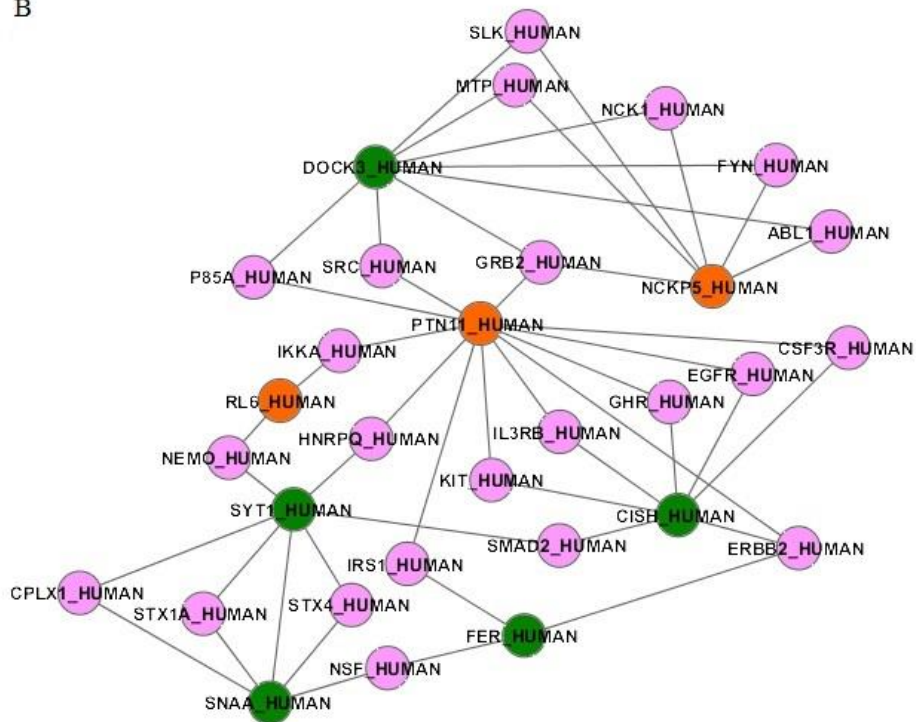 B
SLK_HUMAN
MTP_HUMAN
NCK1_HUMAN
DOCK3_HUMAN
FYN_HUMAN
ABL1_HUMAN
P85A_HUMAN
SRC_HUMAN
GRB2_HUMAN
NCKP5_HUMAN
PTN11_HUMAN
IKKA_HUMAN
CSF3R_HUMAN
EGFR_HUMAN
RL6_HUMAN
GHR_HUMAN
HNRPQ_HUMAN
IL3RB_HUMAN
NEMO_HUMAN
KIT_HUMAN
SYT1_HUMAN
CISH_HUMAN
SMAD2_HUMAN
ERBB2_HUMAN
IRS1_HUMAN
CPLX1_HUMAN
STX1A_HUMAN
STX4_HUMAN
FER_HUMAN
NSF_HUMAN
SNAA_HUMAN